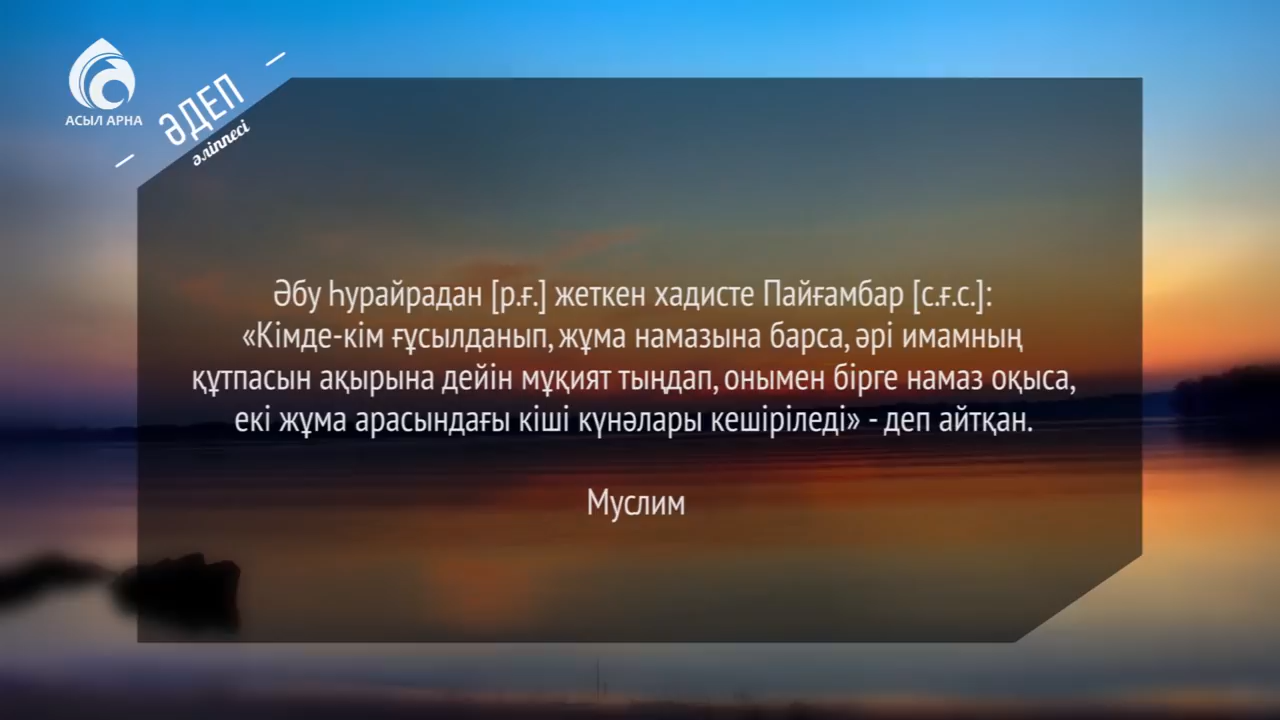 АСЫЛ АРНА
ӘДЕП
әліппесі
Әбу Һурайрадан [р.ғ.] жеткен хадисте Пайғамбар [с.ғ.с.]:
«Кімде-кім ғұсылданып, жұма намазына барса, әрі имамның
құтпасын ақырына дейін мұқият тыңдап, онымен бірге намаз оқыса,
екі жұма арасындағы кіші күнәлары кешіріледі» - деп айтқан.
Муслим